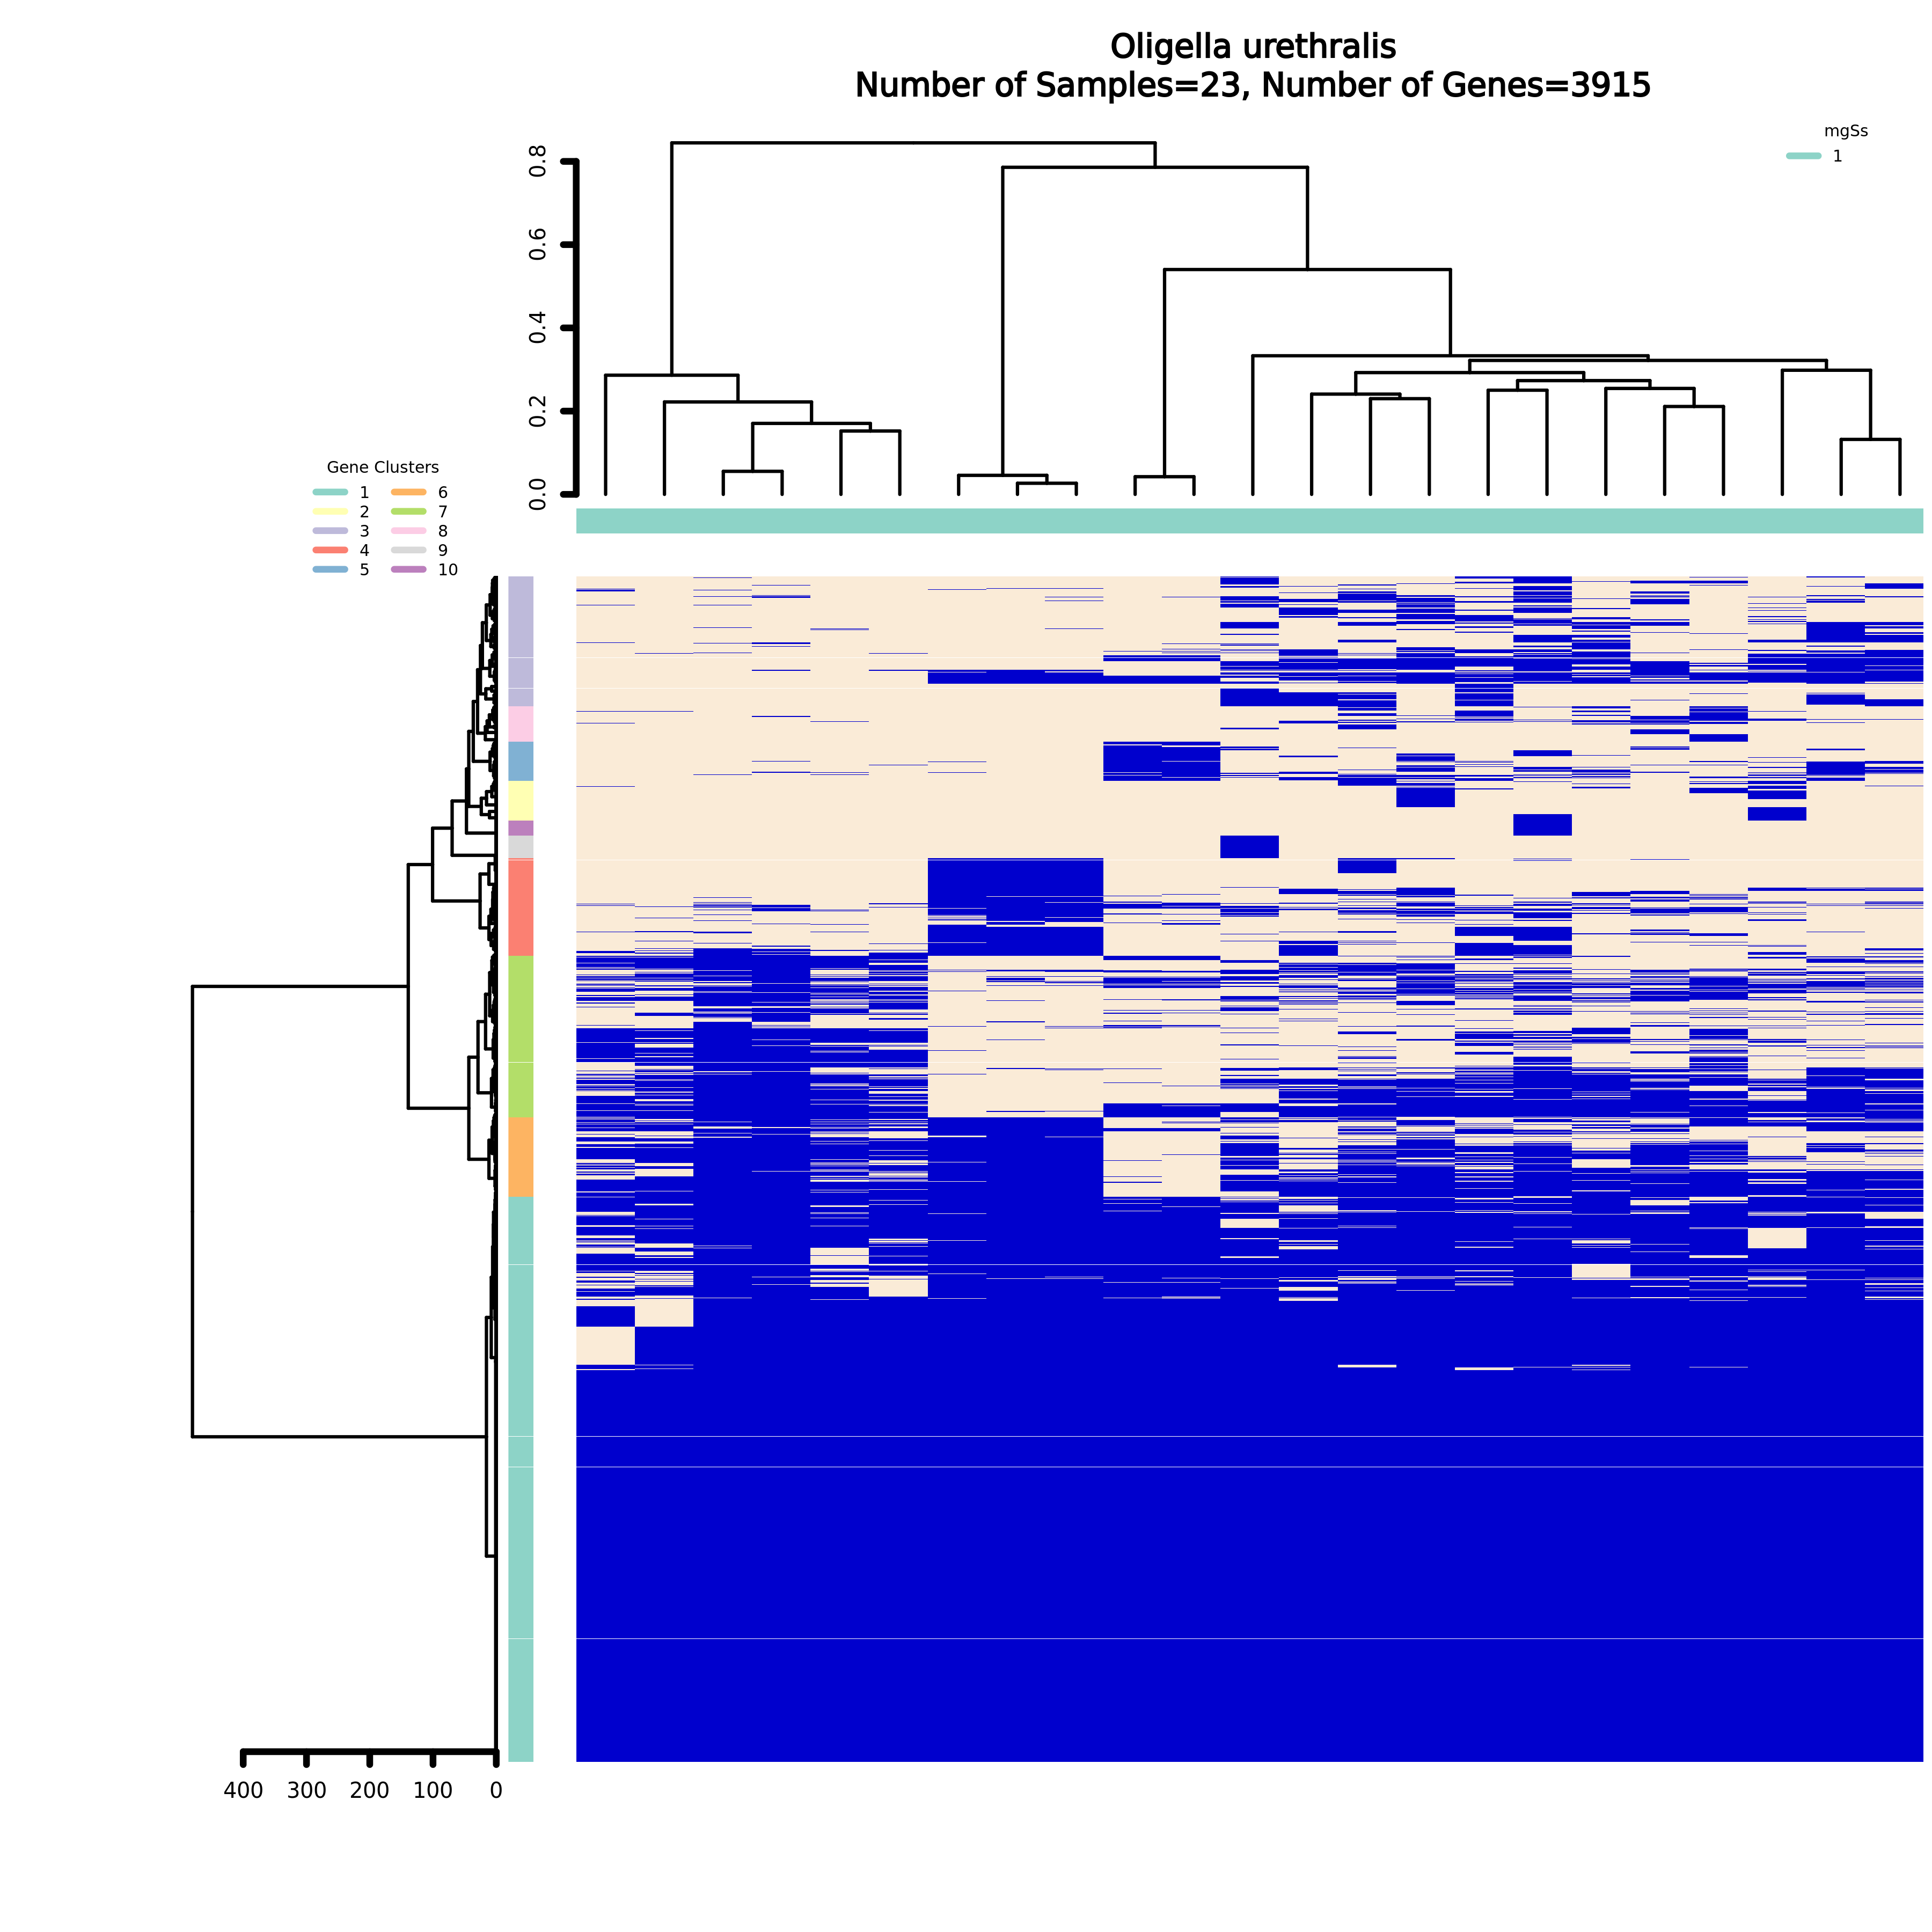 Oligella urethralis
Number of Samples=23, Number of Genes=3915
mgSs
1
0.8
0.6
0.4
0.2
0.0
Gene Clusters
1 6
2 7
3 8
4 9
5 10
400 300 200 100 0